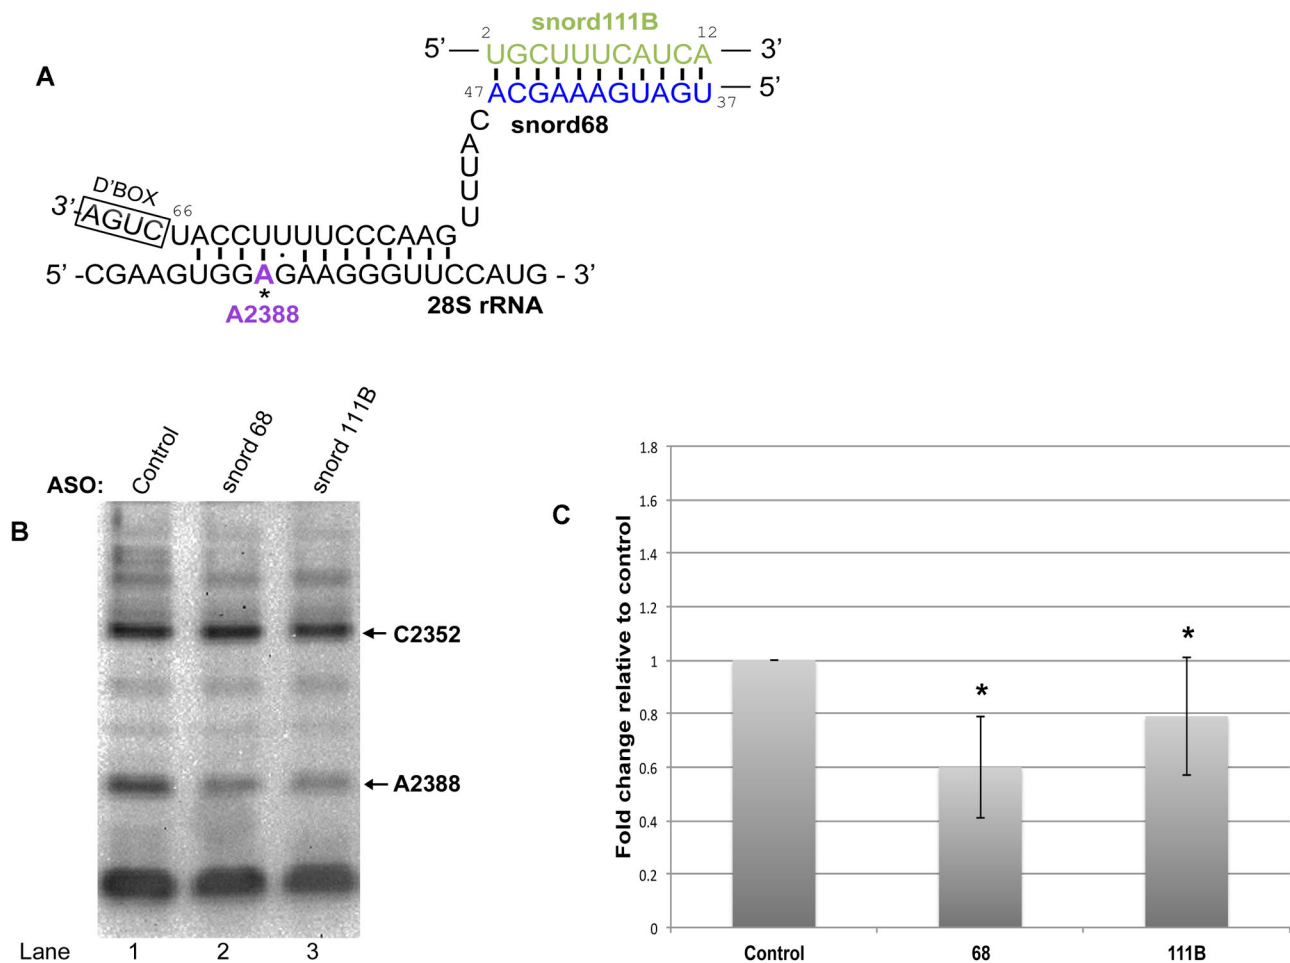 A
snord111B
2 12
5’ UGCUUUCAUCA 3’
47 ACGAAAGUAGU 37 5’
snord68
C
A
U
U
U
D’BOX
3’-AGUC 66
UACCUUUUCCCAAG
5’ -CGAAGUGGAGAAGGGUUCCAUG - 3’
*
A2388
28S rRNA
B
ASO: Control snord 68 snord 111B
C2352
A2388
Lane 1 2 3
C
Fold change relative to control
1.8
1.6
1.4
1.2
1
0.8
0.6
0.4
0.2
0
* *
Control 68 111B